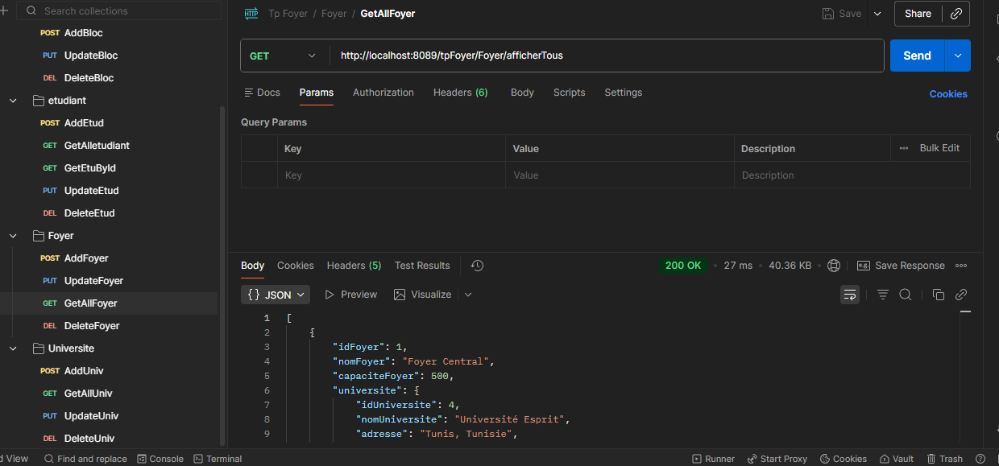 Search collections
POST AddBloc
PUT UpdateBloc
DEL DeleteBloc
etudiant
POST AddEtud
GET GetAlletudiant
GET GetEtuById
PUT UpdateEtud
DEL DeleteEtud
Foyer
POST AddFoyer
PUT UpdateFoyer
GET GetAllFoyer
DEL DeleteFoyer
Universite
POST AddUniv
GET GetAllUniv
PUT UpdateUniv
DEL DeleteUniv
HTTP Tp Foyer / Foyer / GetAllFoyer
Save
Share
GET http://localhost:8089/tpFoyer/Foyer/afficherTous
Send
Docs Params Authorization Headers (6) Body Scripts Settings
Cookies
Query Params
Key Value Description ••• Bulk Edit
Key Value Description
Body Cookies Headers (5) Test Results
200 OK • 27 ms • 40.36 KB • e.g. Save Response •••
{} JSON Preview Visualize
1 [
2 {
3 "idFoyer": 1,
4 "nomFoyer": "Foyer Central",
5 "capaciteFoyer": 500,
6 "universite": {
7 "idUniversite": 4,
8 "nomUniversite": "Université Esprit",
9 "adresse": "Tunis, Tunisie",
d View Find and replace Console Terminal
Runner Start Proxy Cookies Vault Trash